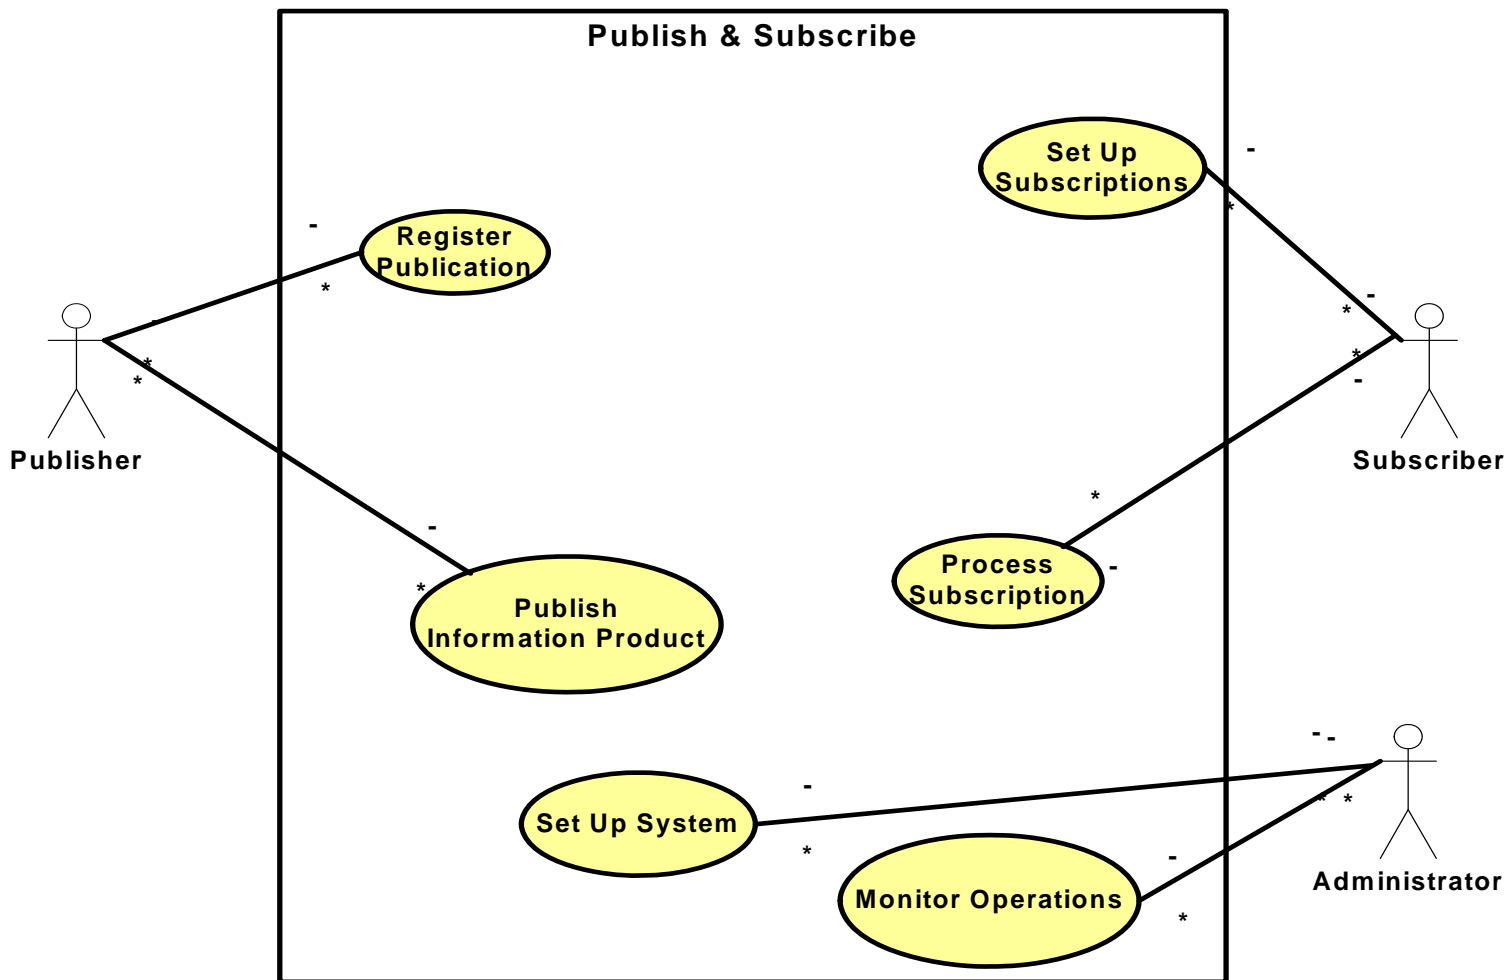 Publish & Subscribe
Set Up
Subscriptions
-
*
Register
Publication
-
*
-
*
*
Publisher
-
*
*
-
Subscriber
-
*
Publish
Information Product
*
-
Process
Subscription
- -
* *
Administrator
Set Up System
-
*
Monitor Operations
-
*